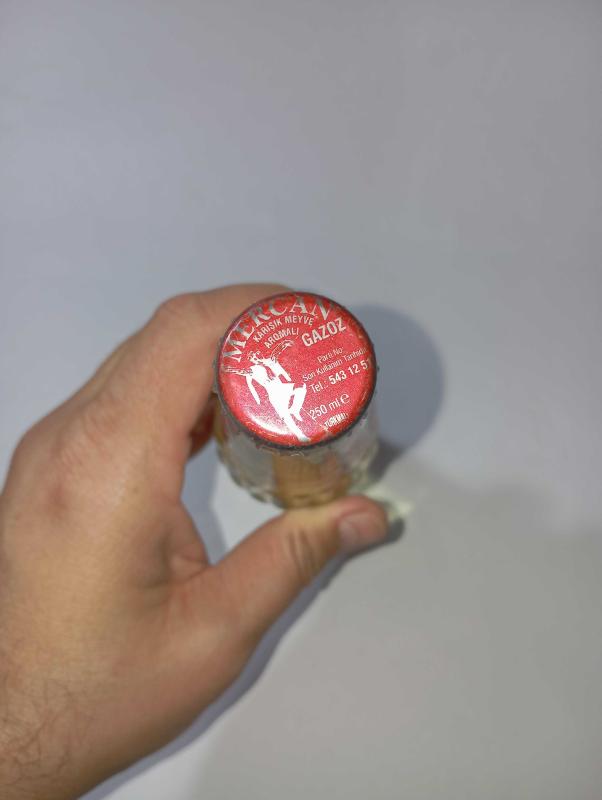 MERCAN
KARIŞIK MEYVE
AROMALI
GAZOZ
Parti No
Son Kullanım Tarihi
Tel.: 543 12 51
250 ml e